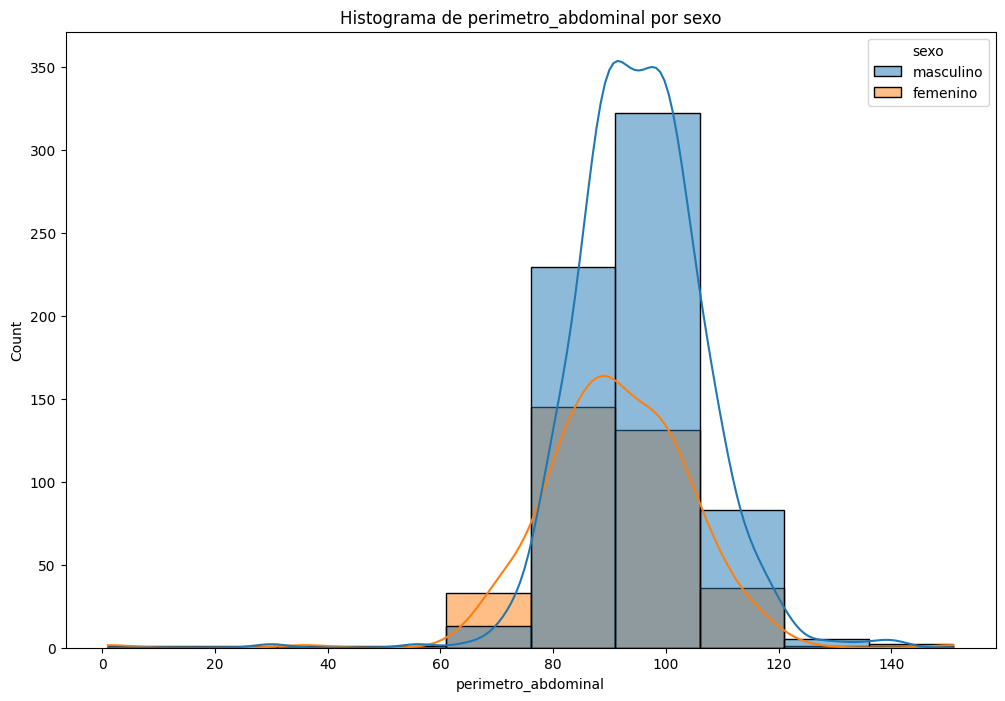 Histograma de perimetro_abdominal por sexo
sexo
masculino
femenino
350
300
250
200
150
100
50
0
Count
0 20 40 60 80 100 120 140
perimetro_abdominal